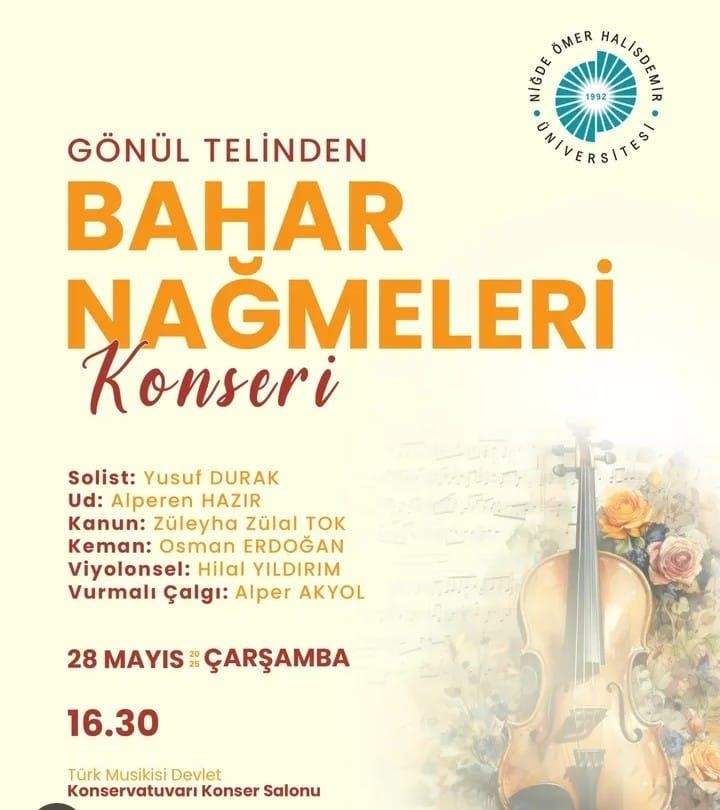 NİĞDE ÖMER HALİSDEMİR
ÜNİVERSİTESİ
1992
GÖNÜL TELİNDEN
BAHAR
NAĞMELERİ
Konseri
Solist: Yusuf DURAK
Ud: Alperen HAZIR
Kanun: Züleyha Zülal TOK
Keman: Osman ERDOĞAN
Viyolonsel: Hilal YILDIRIM
Vurmalı Çalgı: Alper AKYOL
28 MAYIS 2025 ÇARŞAMBA
16.30
Türk Musikisi Devlet
Konservatuvarı Konser Salonu